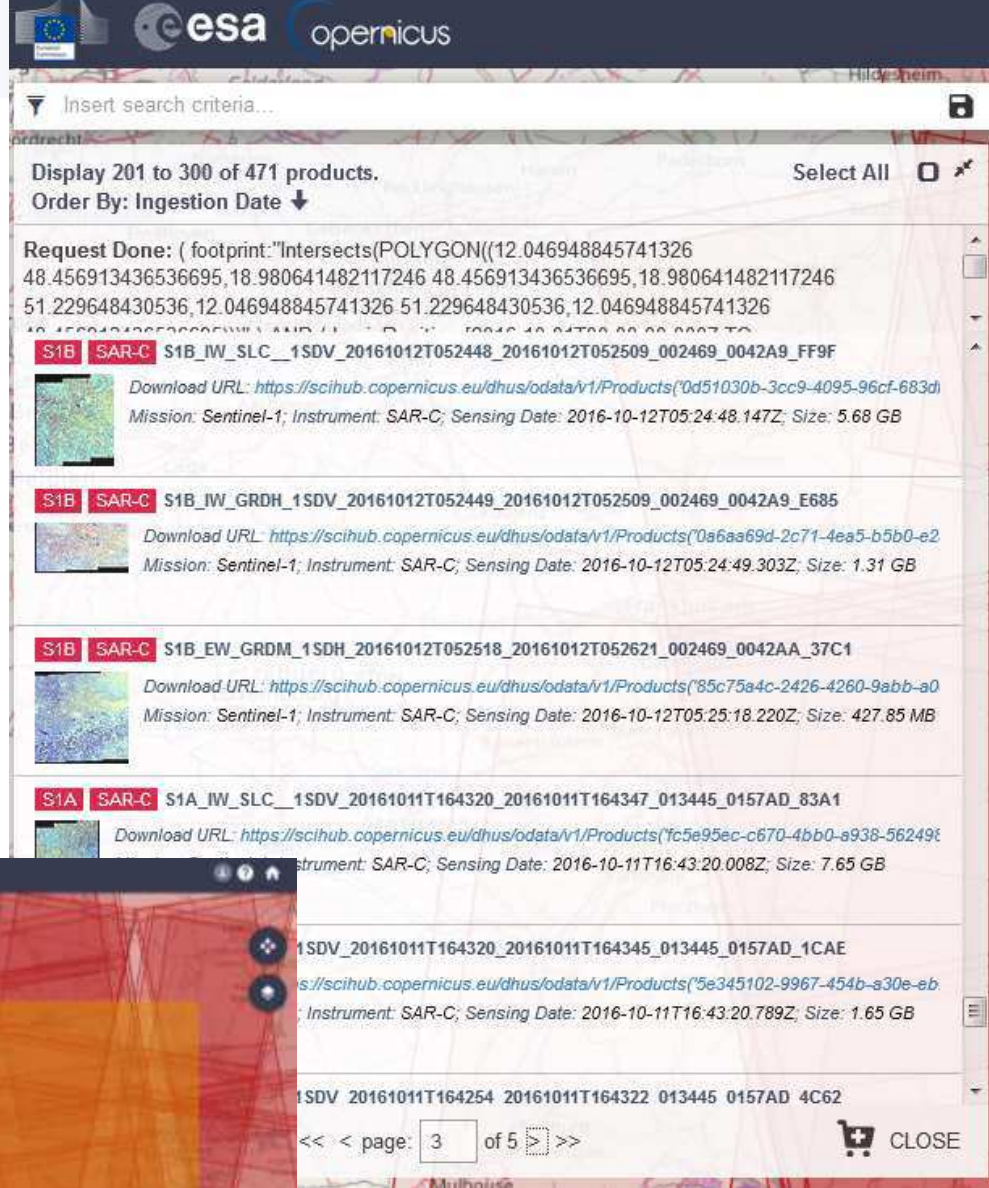 esa opernicus
Hildesheim
Insert search criteria...
Display 201 to 300 of 471 products. Select All
Order By: Ingestion Date
Request Done: ( footprint:"Intersects(POLYGON((12.046948845741326
48.456913436536695,18.980641482117246 48.456913436536695,18.980641482117246
51.229648430536,12.046948845741326 51.229648430536,12.046948845741326
S1B SAR-C S1B_IW_SLC__1SDV_20161012T052448_20161012T052509_002469_0042A9_FF9F
Download URL: https://scihub.copernicus.eu/dhus/odata/v1/Products('0d51030b-3cc9-4095-96cf-683d
Mission: Sentinel-1; Instrument: SAR-C; Sensing Date: 2016-10-12T05:24:48.147Z; Size: 5.68 GB
S1B SAR-C S1B_IW_GRDH_1SDV_20161012T052449_20161012T052509_002469_0042A9_E685
Download URL: https://scihub.copernicus.eu/dhus/odata/v1/Products('0a6aa69d-2c71-4ea5-b5b0-e2
Mission: Sentinel-1; Instrument: SAR-C; Sensing Date: 2016-10-12T05:24:49.303Z; Size: 1.31 GB
S1B SAR-C S1B_EW_GRDM_1SDH_20161012T052518_20161012T052621_002469_0042AA_37C1
Download URL: https://scihub.copernicus.eu/dhus/odata/v1/Products('85c75a4c-2426-4260-9abb-a0
Mission: Sentinel-1; Instrument: SAR-C; Sensing Date: 2016-10-12T05:25:18.220Z; Size: 427.85 MB
S1A SAR-C S1A_IW_SLC__1SDV_20161011T164320_20161011T164347_013445_0157AD_83A1
Download URL: https://scihub.copernicus.eu/dhus/odata/v1/Products('fc5e95ec-c670-4bb0-a938-562498
strument: SAR-C; Sensing Date: 2016-10-11T16:43:20.008Z; Size: 7.65 GB
1SDV_20161011T164320_20161011T164345_013445_0157AD_1CAE
s://scihub.copernicus.eu/dhus/odata/v1/Products('5e345102-9967-454b-a30e-eb
; Instrument: SAR-C; Sensing Date: 2016-10-11T16:43:20.789Z; Size: 1.65 GB
1SDV_20161011T164254_20161011T164322_013445_0157AD_4C62
<< < page: 3 of 5 > >> CLOSE
Mulhouse